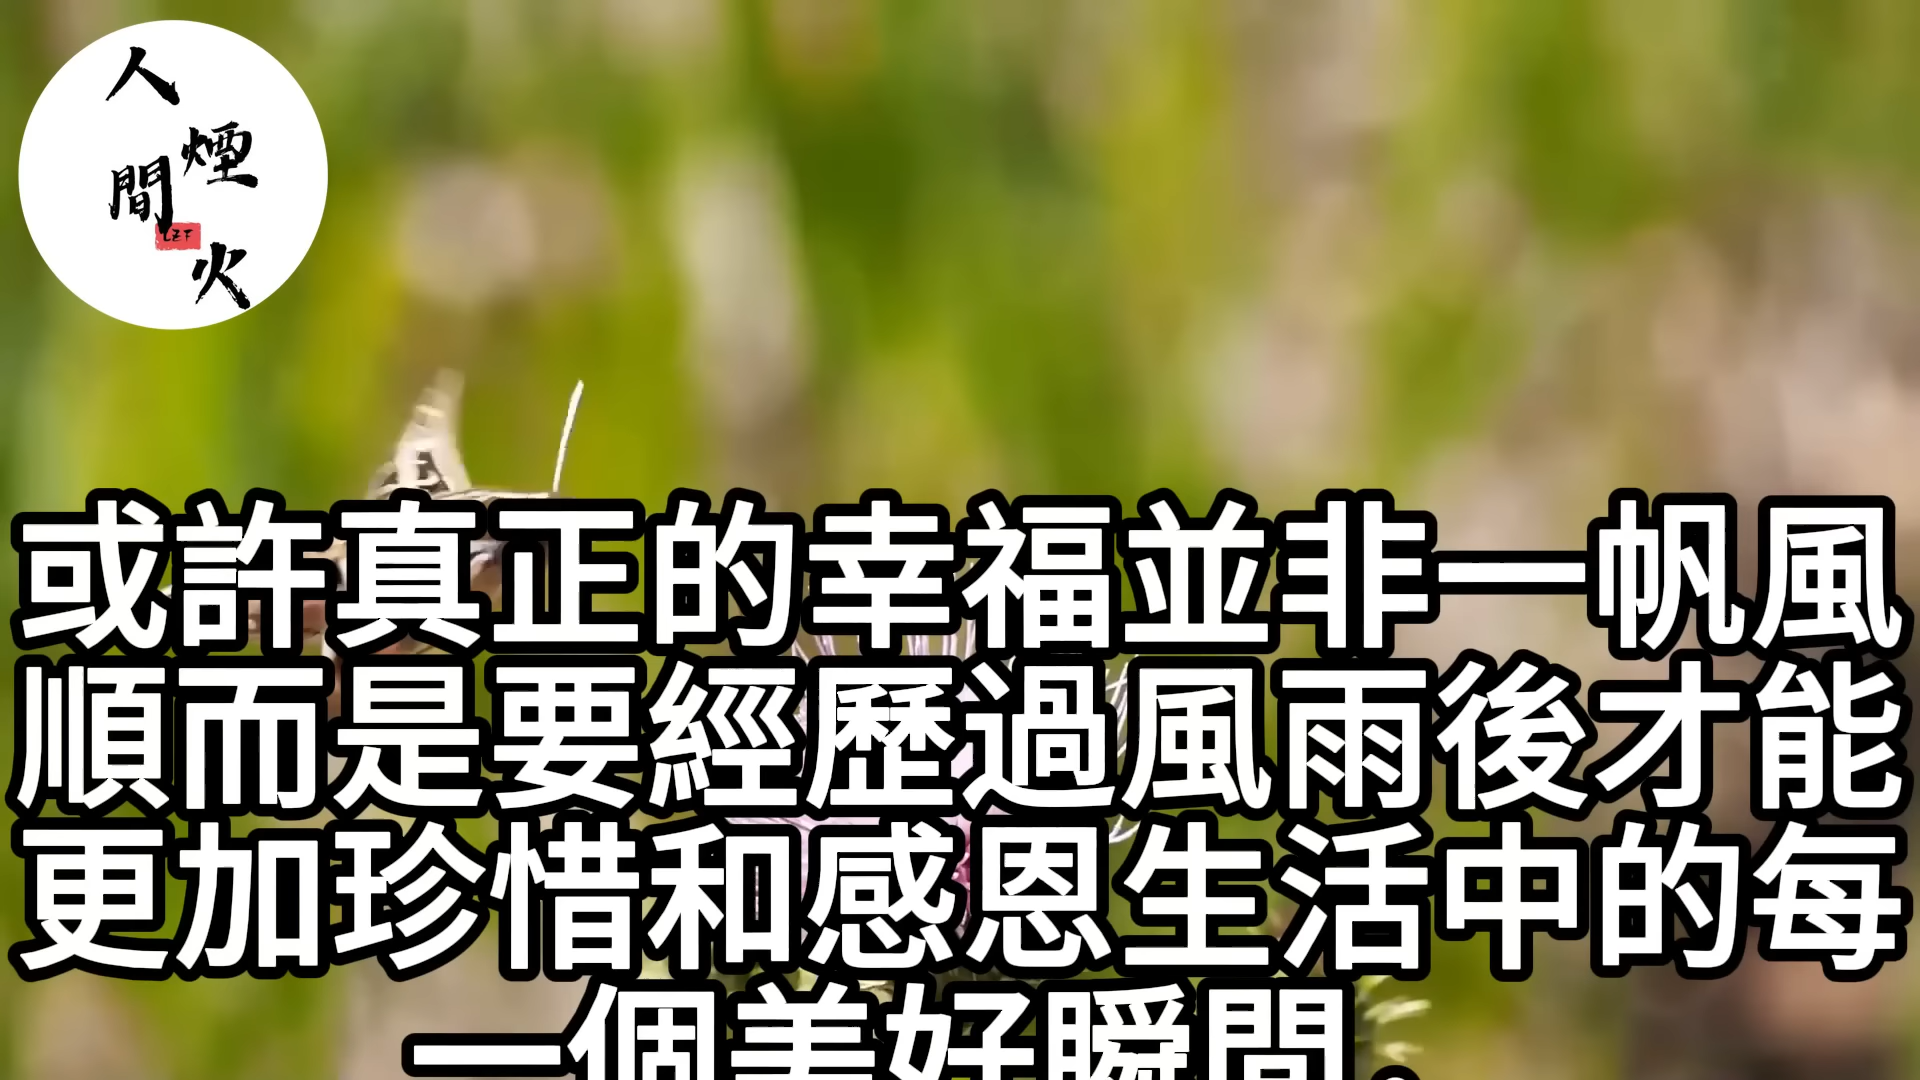 人間煙火
LZF
或許真正的幸福並非一帆風
順而是要經歷過風雨後才能
更加珍惜和感恩生活中的每
一個美好瞬間。